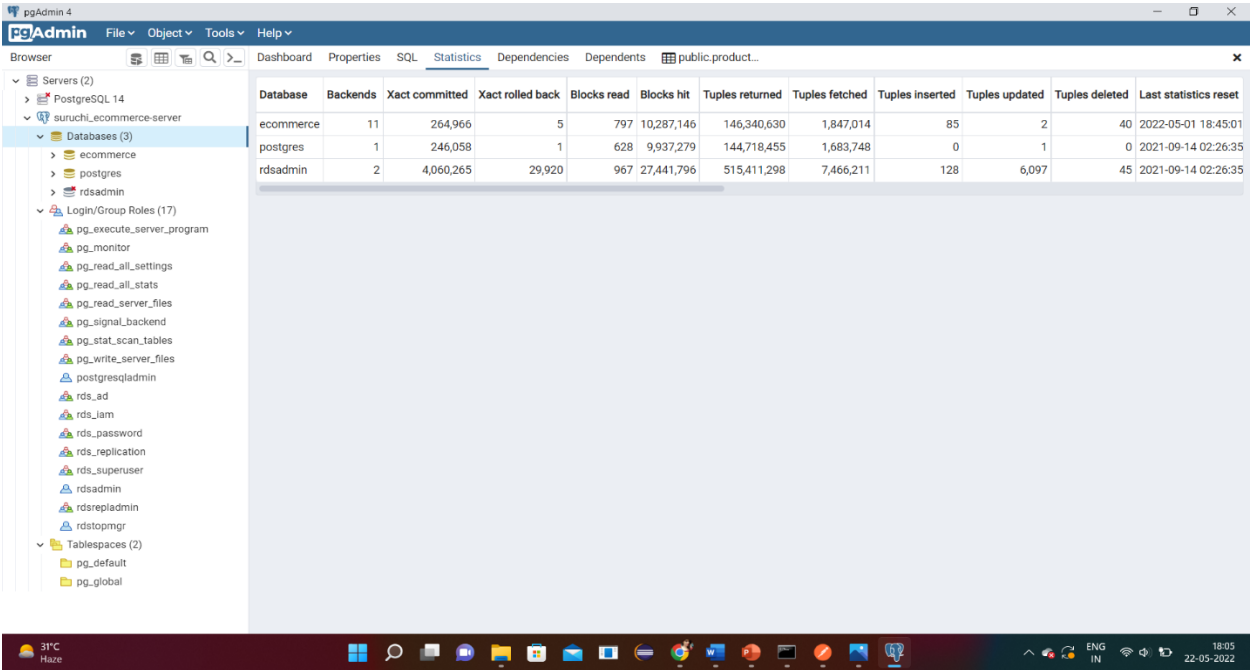 pgAdmin 4
pgAdmin File Object Tools Help
Browser Dashboard Properties SQL Statistics Dependencies Dependents public.product...
Servers (2)
PostgreSQL 14
suruchi_ecommerce-server
Databases (3)
ecommerce
postgres
rdsadmin
Login/Group Roles (17)
pg_execute_server_program
pg_monitor
pg_read_all_settings
pg_read_all_stats
pg_read_server_files
pg_signal_backend
pg_stat_scan_tables
pg_write_server_files
postgresqladmin
rds_ad
rds_iam
rds_password
rds_replication
rds_superuser
rdsadmin
rdsrepladmin
rdstopmgr
Tablespaces (2)
pg_default
pg_global
Database Backends Xact committed Xact rolled back Blocks read Blocks hit Tuples returned Tuples fetched Tuples inserted Tuples updated Tuples deleted Last statistics reset
ecommerce 11 264,966 5 797 10,287,146 146,340,630 1,847,014 85 2 40 2022-05-01 18:45:01
postgres 1 246,058 1 628 9,937,279 144,718,455 1,683,748 0 1 0 2021-09-14 02:26:35
rdsadmin 2 4,060,265 29,920 967 27,441,796 515,411,298 7,466,211 128 6,097 45 2021-09-14 02:26:35
31°C
Haze
ENG
IN
18:05
22-05-2022